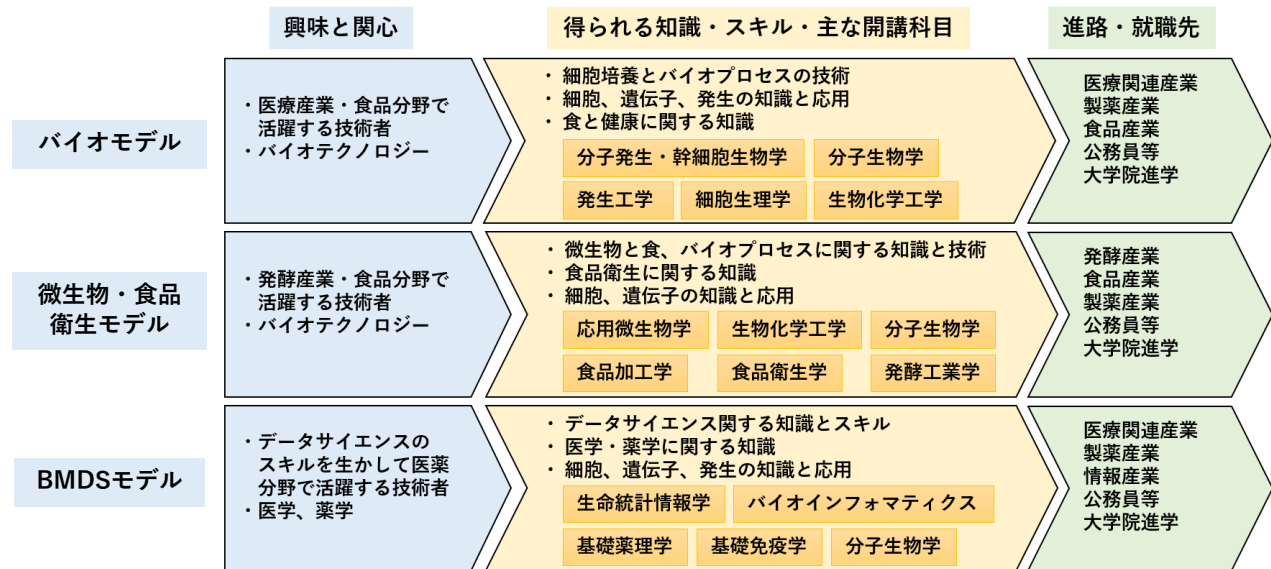 興味と関心
得られる知識・スキル・主な開講科目
進路・就職先
バイオモデル
・医療産業・食品分野で
活躍する技術者
・バイオテクノロジー
・ 細胞培養とバイオプロセスの技術
・ 細胞、遺伝子、発生の知識と応用
・ 食と健康に関する知識
分子発生・幹細胞生物学
分子生物学
発生工学
細胞生理学
生物化学工学
医療関連産業
製薬産業
食品産業
公務員等
大学院進学
微生物・食品
衛生モデル
・発酵産業・食品分野で
活躍する技術者
・バイオテクノロジー
・ 微生物と食、バイオプロセスに関する知識と技術
・ 食品衛生に関する知識
・ 細胞、遺伝子の知識と応用
応用微生物学
生物化学工学
分子生物学
食品加工学
食品衛生学
発酵工業学
発酵産業
食品産業
製薬産業
公務員等
大学院進学
BMDSモデル
・データサイエンスの
スキルを生かして医薬
分野で活躍する技術者
・医学、薬学
・ データサイエンス関する知識とスキル
・ 医学・薬学に関する知識
・ 細胞、遺伝子、発生の知識と応用
生命統計情報学
バイオインフォマティクス
基礎薬理学
基礎免疫学
分子生物学
医療関連産業
製薬産業
情報産業
公務員等
大学院進学